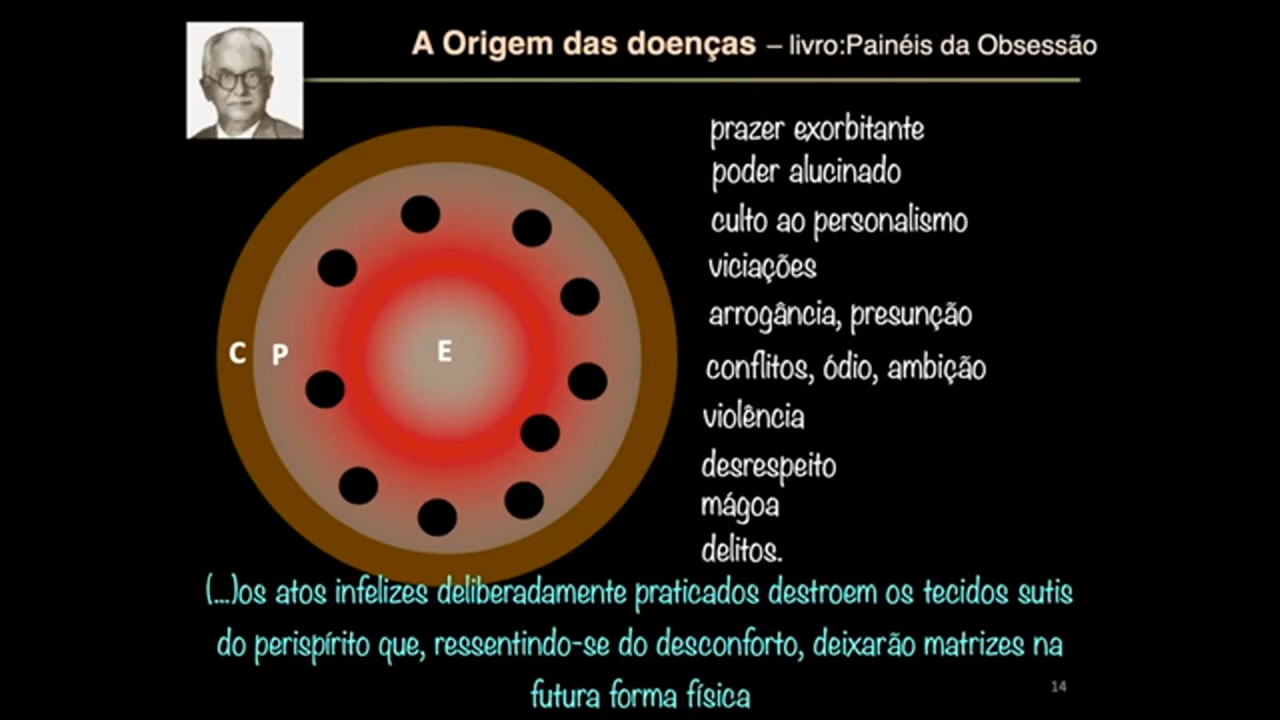 A Origem das doenças – livro:Painéis da Obsessão
prazer exorbitante
poder alucinado
culto ao personalismo
viciações
arrogância, presunção
C P E
conflitos, ódio, ambição
violência
desrespeito
mágoa
delitos.
(...)os atos infelizes deliberadamente praticados destroem os tecidos sutis
do perispírito que, ressentindo-se do desconforto, deixarão matrizes na
futura forma física
14